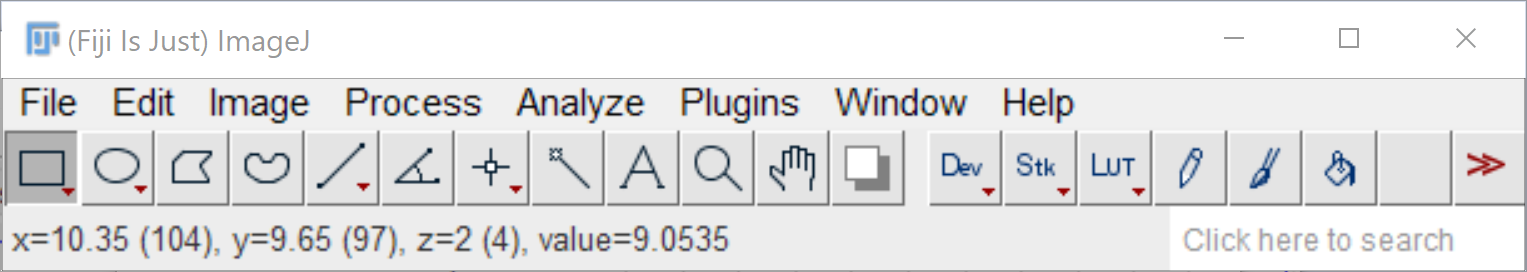 (Fiji Is Just) ImageJ
File Edit Image Process Analyze Plugins Window Help
A Dev Stk LUT >>
x=10.35 (104), y=9.65 (97), z=2 (4), value=9.0535 Click here to search